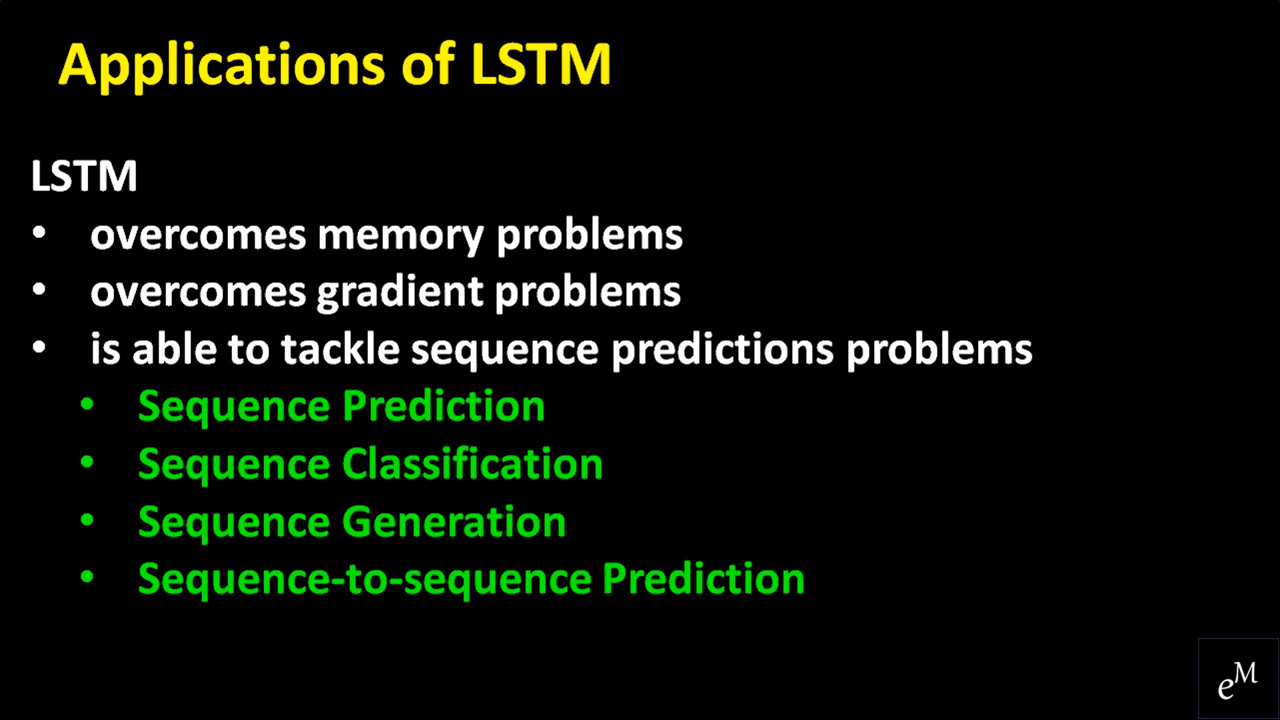 Applications of LSTM
LSTM
• overcomes memory problems
• overcomes gradient problems
• is able to tackle sequence predictions problems
• Sequence Prediction
• Sequence Classification
• Sequence Generation
• Sequence-to-sequence Prediction
eM